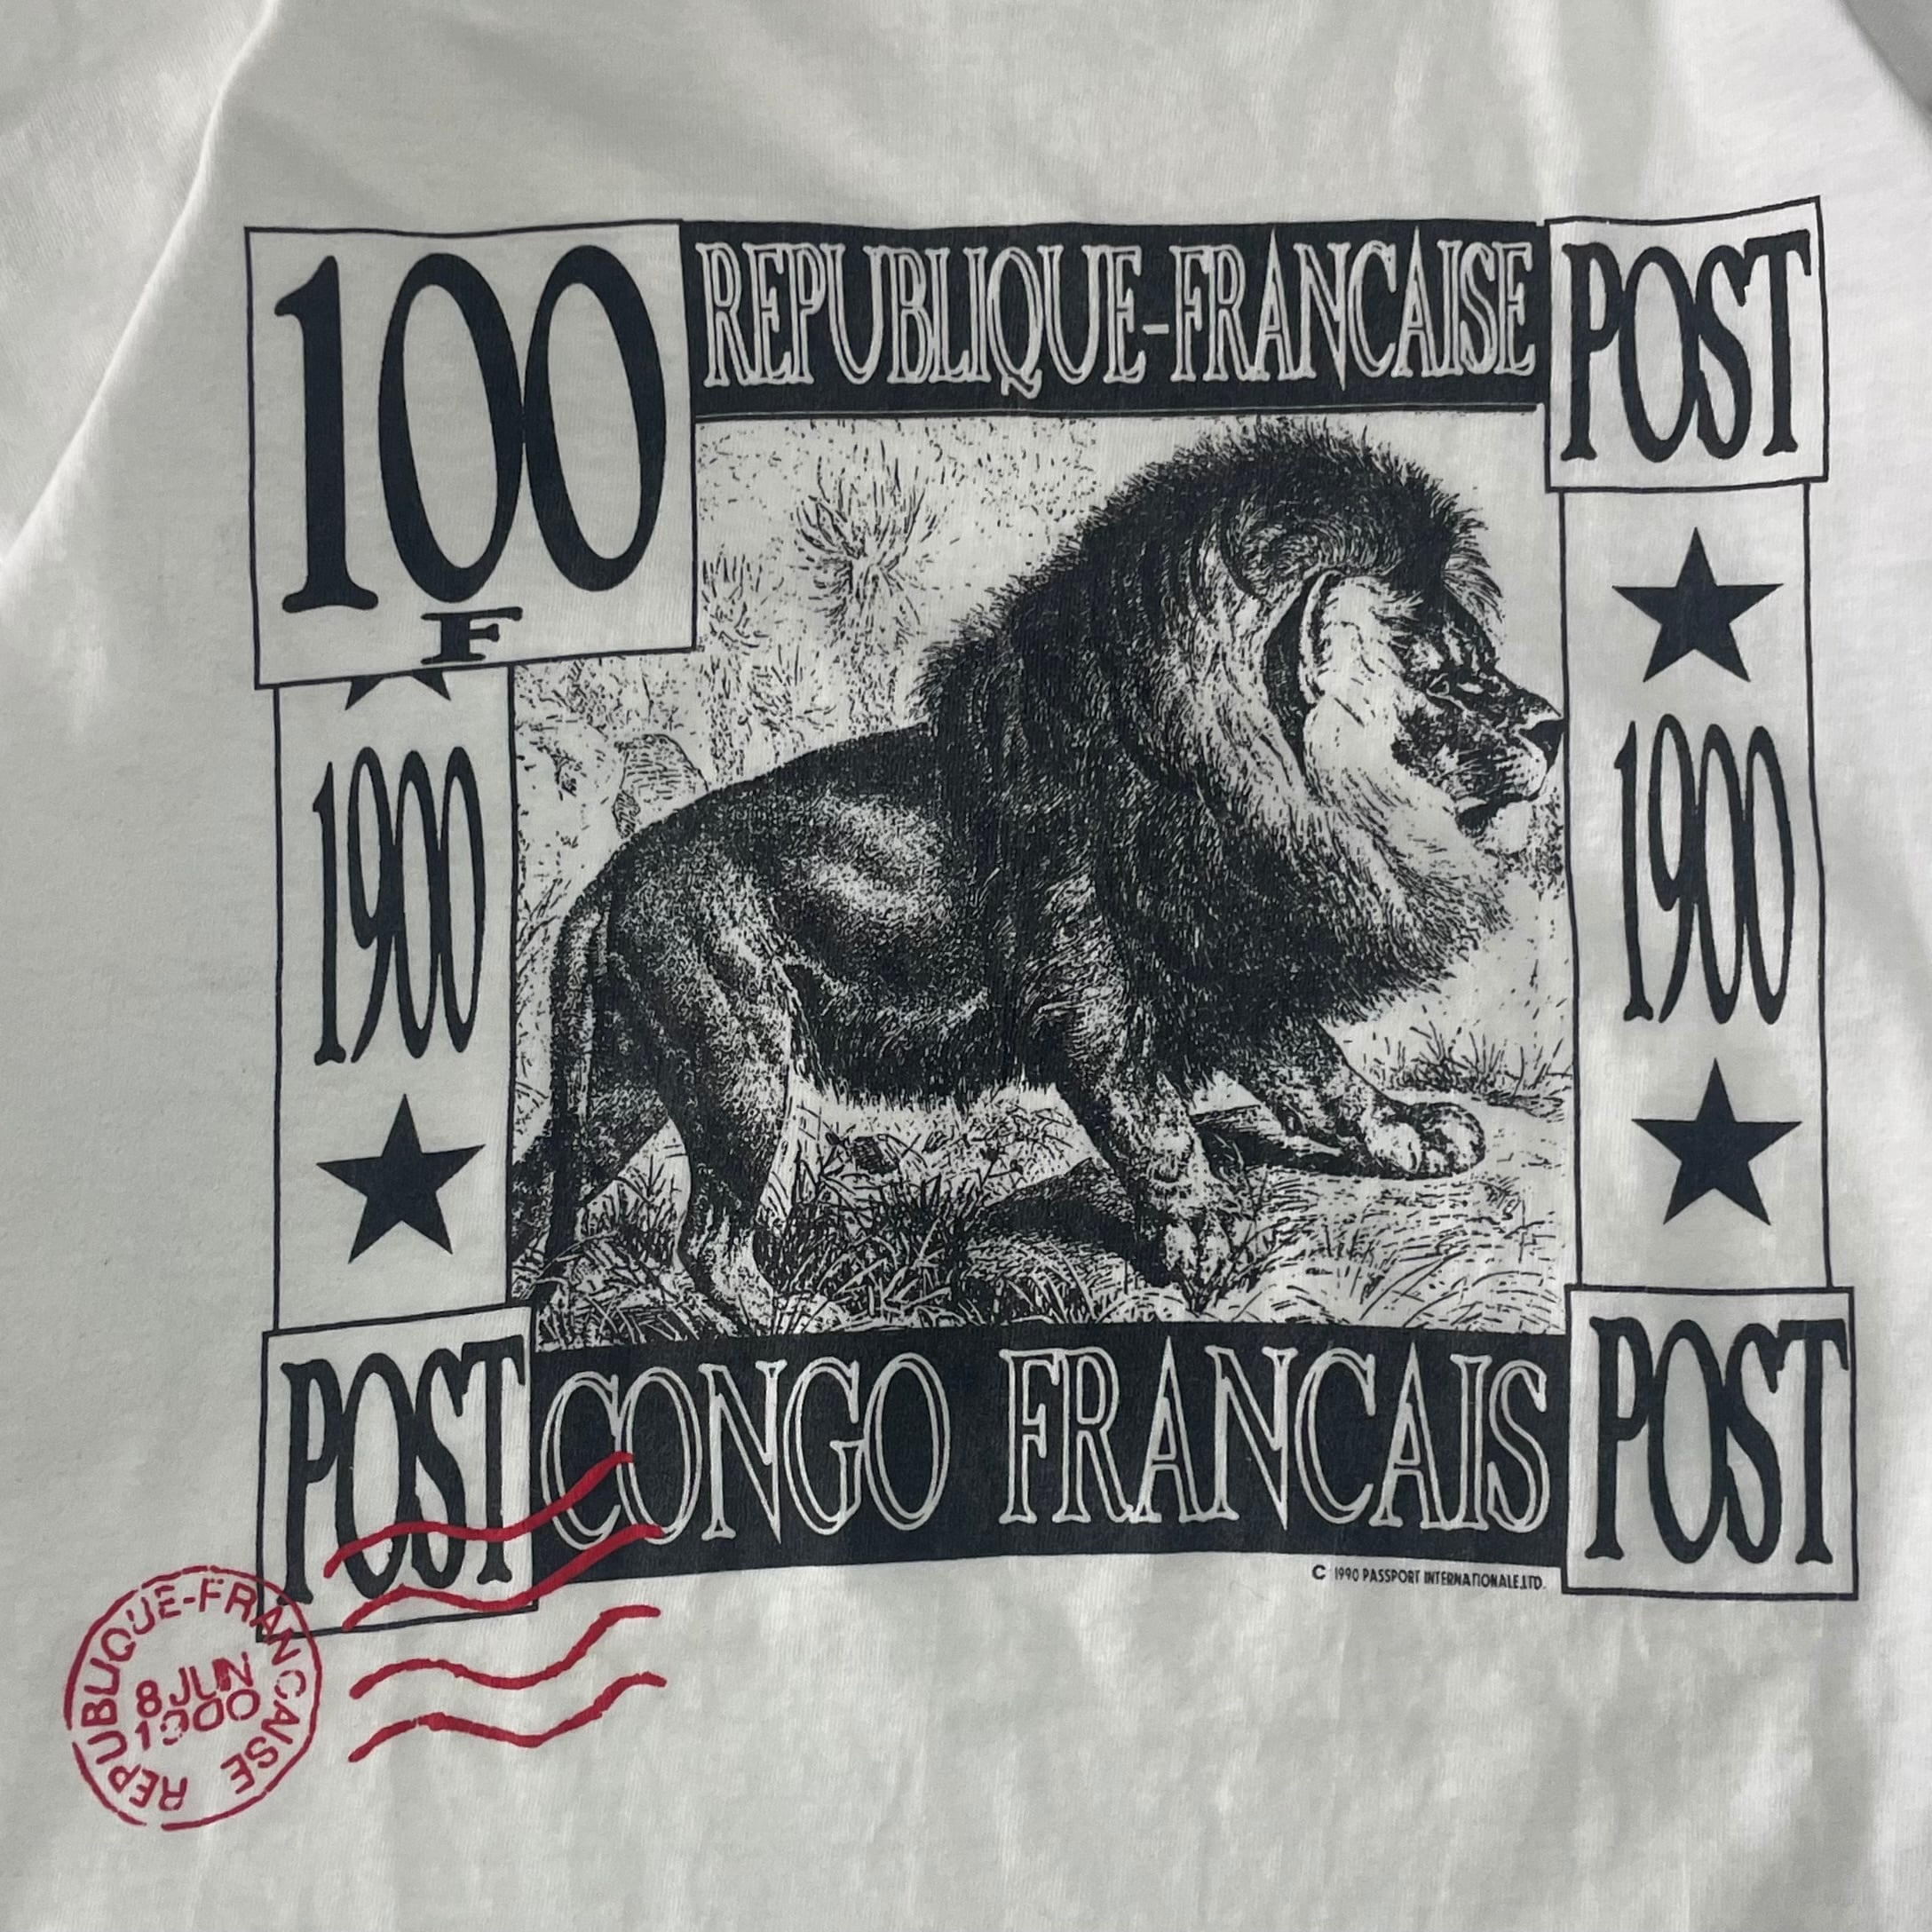 100
F
REPUBLIQUE-FRANCAISE
POST
1900
1900
POST
CONGO FRANCAIS
POST
C 1990 PASSPORT INTERNATIONALE, LTD.
REPUBLIQUE-FRANCAISE
8 JUN
1900